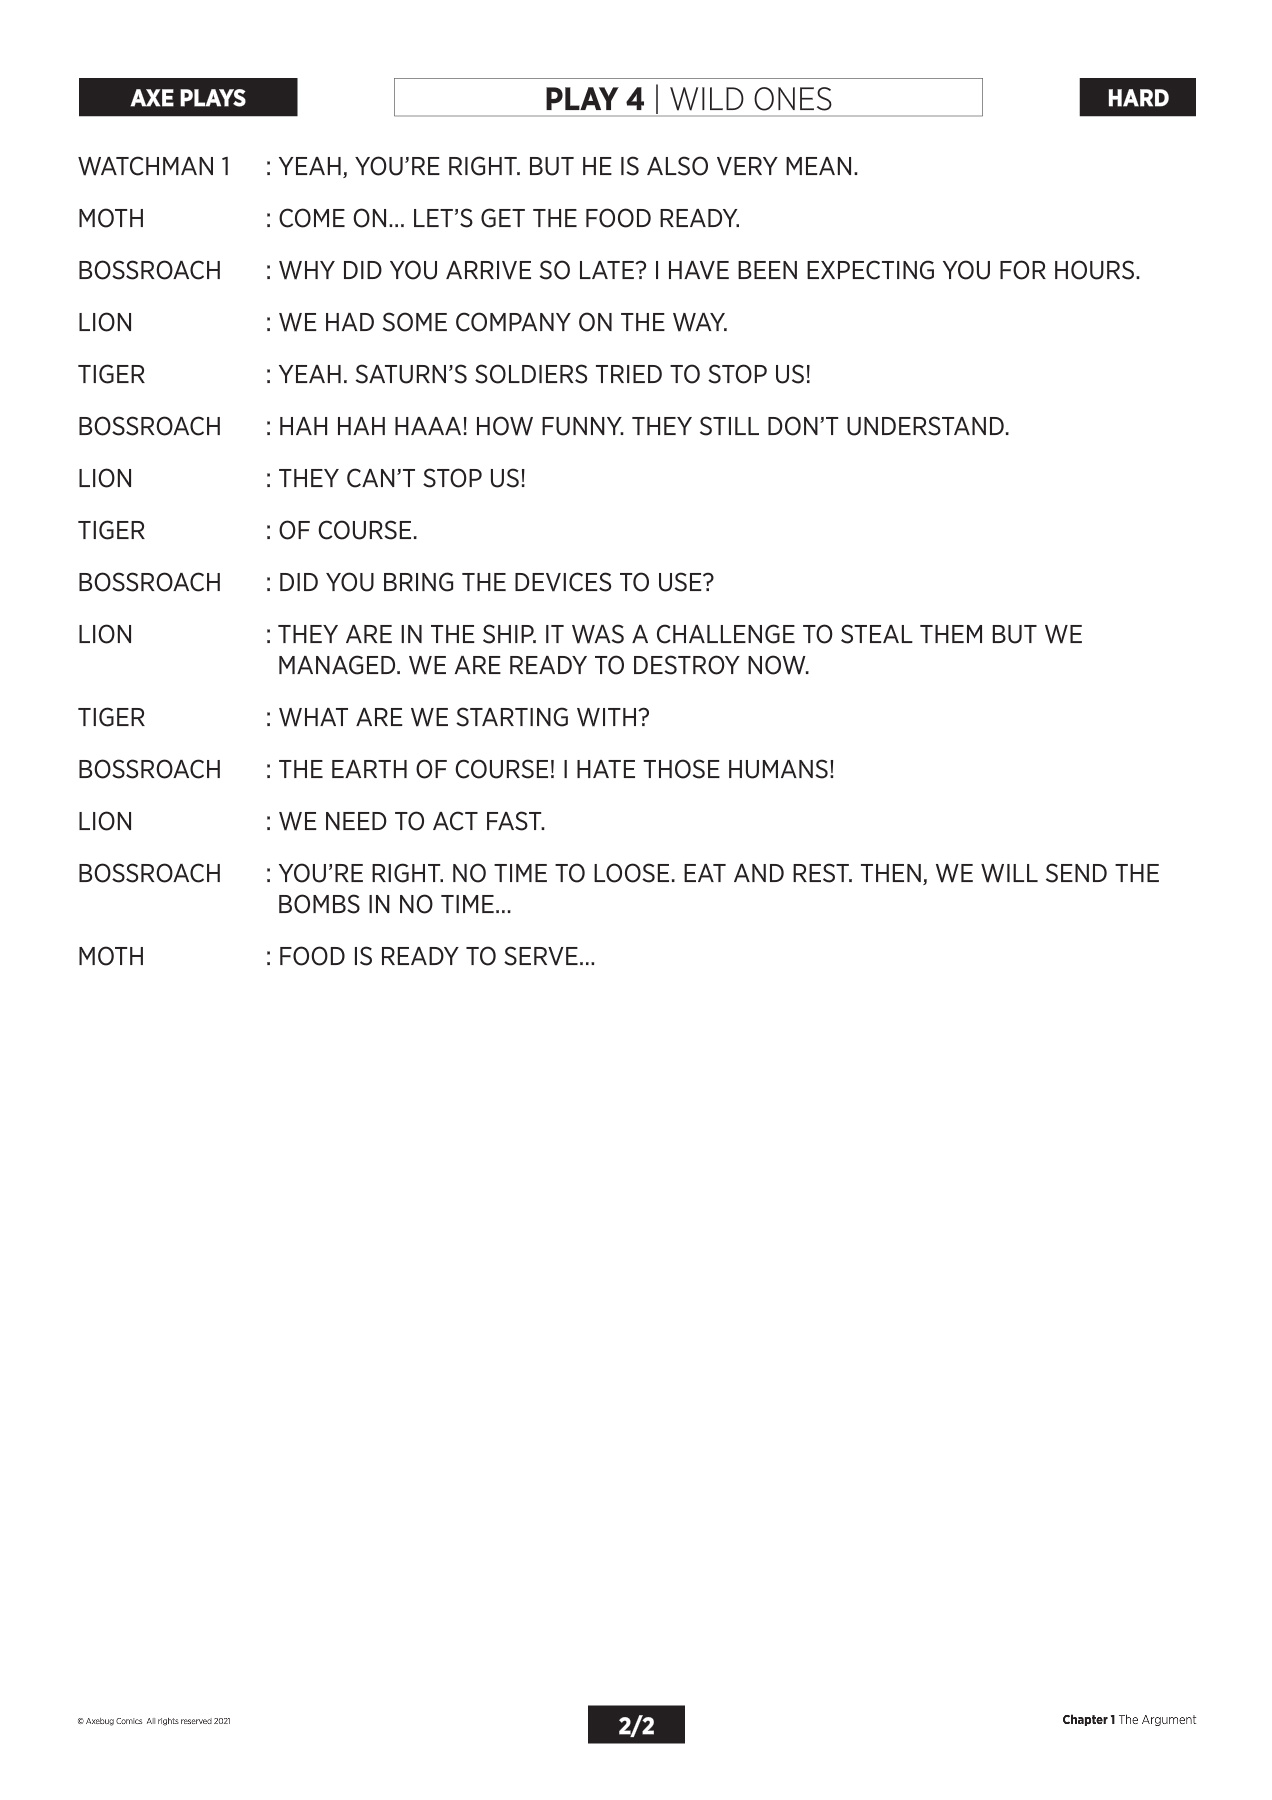 AXE PLAYS
PLAY 4 | WILD ONES
HARD
WATCHMAN 1 : YEAH, YOU’RE RIGHT. BUT HE IS ALSO VERY MEAN.
MOTH : COME ON... LET’S GET THE FOOD READY.
BOSSROACH : WHY DID YOU ARRIVE SO LATE? I HAVE BEEN EXPECTING YOU FOR HOURS.
LION : WE HAD SOME COMPANY ON THE WAY.
TIGER : YEAH. SATURN’S SOLDIERS TRIED TO STOP US!
BOSSROACH : HAH HAH HAAA! HOW FUNNY. THEY STILL DON’T UNDERSTAND.
LION : THEY CAN’T STOP US!
TIGER : OF COURSE.
BOSSROACH : DID YOU BRING THE DEVICES TO USE?
LION : THEY ARE IN THE SHIP. IT WAS A CHALLENGE TO STEAL THEM BUT WE
MANAGED. WE ARE READY TO DESTROY NOW.
TIGER : WHAT ARE WE STARTING WITH?
BOSSROACH : THE EARTH OF COURSE! I HATE THOSE HUMANS!
LION : WE NEED TO ACT FAST.
BOSSROACH : YOU’RE RIGHT. NO TIME TO LOOSE. EAT AND REST. THEN, WE WILL SEND THE
BOMBS IN NO TIME...
MOTH : FOOD IS READY TO SERVE...
© Axebug Comics All rights reserved 2021
2/2
Chapter 1 The Argument